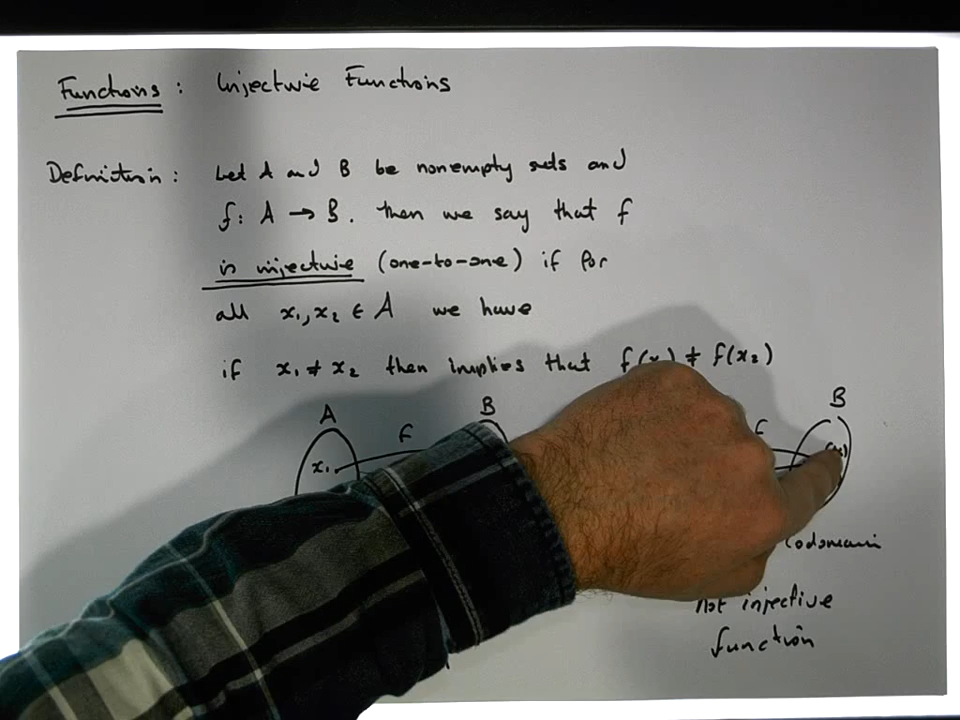 Functions : Injective Functions
Definition : Let A and B be nonempty sets and
f: A → B. then we say that f
is injective (one-to-one) if for
all x₁, x₂ ∈ A we have
if x₁ ≠ x₂ then implies that f(x₁) ≠ f(x₂)
A f B f B
x₁
Codomain
not injective
function